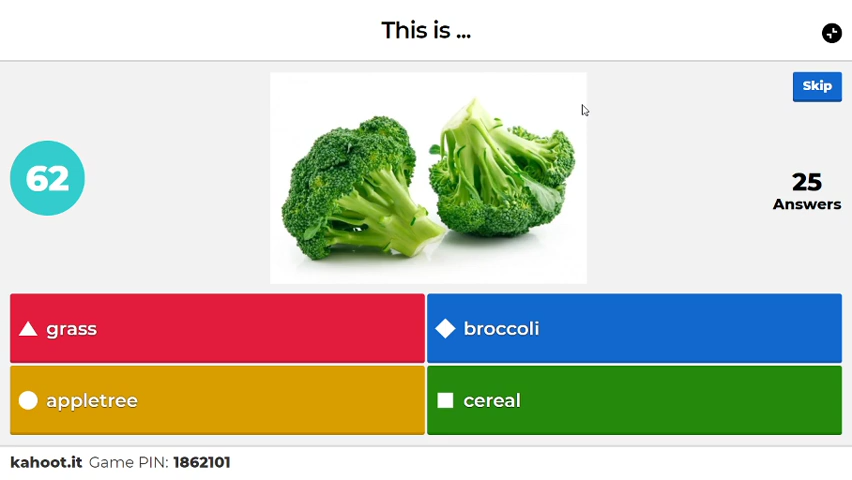 This is ...
Skip
62
25
Answers
grass
broccoli
appletree
cereal
kahoot.it Game PIN: 1862101